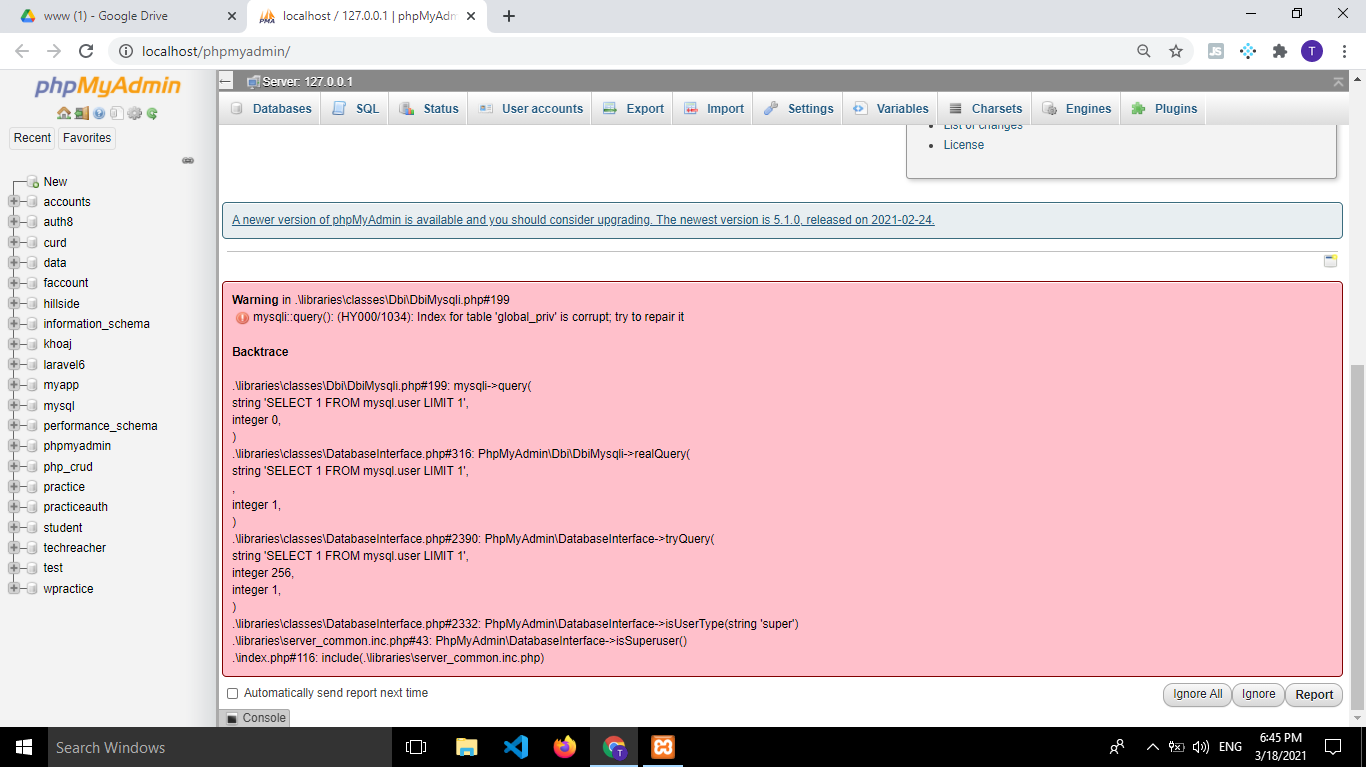 www (1) - Google Drive
localhost / 127.0.0.1 | phpMyAdm
localhost/phpmyadmin/
JS
T
phpMyAdmin
Recent
Favorites
New
accounts
auth8
curd
data
faccount
hillside
information_schema
khoaj
laravel6
myapp
mysql
performance_schema
phpmyadmin
php_crud
practice
practiceauth
student
techreacher
test
wpractice
Server: 127.0.0.1
Databases
SQL
Status
User accounts
Export
Import
Settings
Variables
Charsets
Engines
Plugins
List of changes
License
A newer version of phpMyAdmin is available and you should consider upgrading. The newest version is 5.1.0, released on 2021-02-24.
Warning in .\libraries\classes\Dbi\DbiMysqli.php#199
mysqli::query(): (HY000/1034): Index for table 'global_priv' is corrupt; try to repair it
Backtrace
.\libraries\classes\Dbi\DbiMysqli.php#199: mysqli->query(
string 'SELECT 1 FROM mysql.user LIMIT 1',
integer 0,
)
.\libraries\classes\DatabaseInterface.php#316: PhpMyAdmin\Dbi\DbiMysqli->realQuery(
string 'SELECT 1 FROM mysql.user LIMIT 1',
,
integer 1,
)
.\libraries\classes\DatabaseInterface.php#2390: PhpMyAdmin\DatabaseInterface->tryQuery(
string 'SELECT 1 FROM mysql.user LIMIT 1',
integer 256,
integer 1,
)
.\libraries\classes\DatabaseInterface.php#2332: PhpMyAdmin\DatabaseInterface->isUserType(string 'super')
.\libraries\server_common.inc.php#43: PhpMyAdmin\DatabaseInterface->isSuperuser()
.\index.php#116: include(.\libraries\server_common.inc.php)
Automatically send report next time
Ignore All
Ignore
Report
Console
Search Windows
T
ENG
6:45 PM
3/18/2021